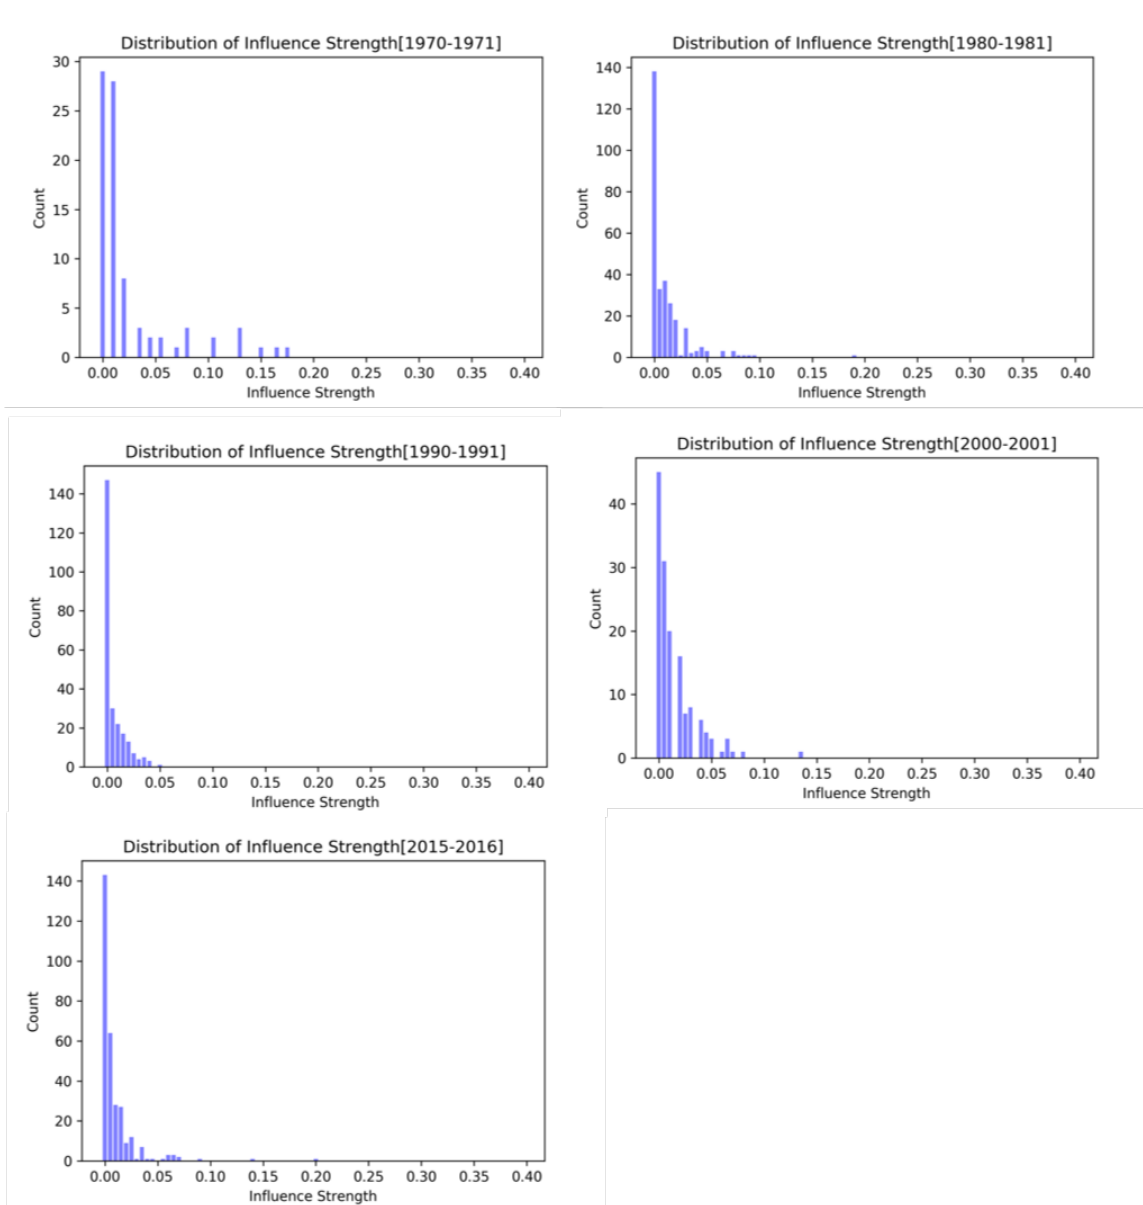 Distribution of Influence Strength[1970-1971]
30
25
20
15
10
5
0
Count
0.00 0.05 0.10 0.15 0.20 0.25 0.30 0.35 0.40
Influence Strength
Distribution of Influence Strength[1980-1981]
140
120
100
80
60
40
20
0
Count
0.00 0.05 0.10 0.15 0.20 0.25 0.30 0.35 0.40
Influence Strength
Distribution of Influence Strength[1990-1991]
140
120
100
80
60
40
20
0
Count
0.00 0.05 0.10 0.15 0.20 0.25 0.30 0.35 0.40
Influence Strength
Distribution of Influence Strength[2000-2001]
40
30
20
10
0
Count
0.00 0.05 0.10 0.15 0.20 0.25 0.30 0.35 0.40
Influence Strength
Distribution of Influence Strength[2015-2016]
140
120
100
80
60
40
20
0
Count
0.00 0.05 0.10 0.15 0.20 0.25 0.30 0.35 0.40
Influence Strength